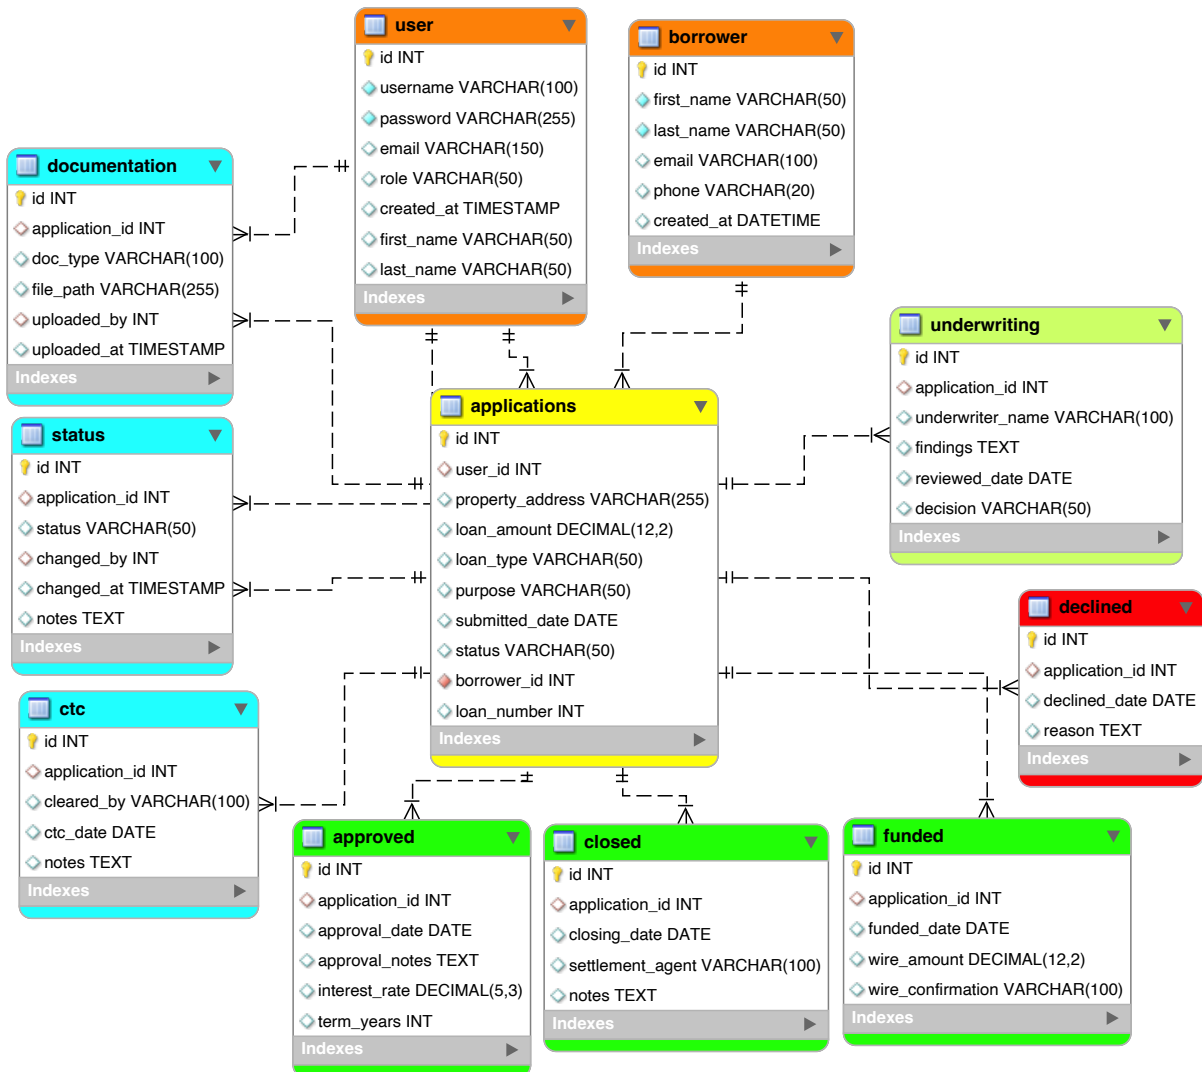 user
id INT
username VARCHAR(100)
password VARCHAR(255)
email VARCHAR(150)
role VARCHAR(50)
created_at TIMESTAMP
first_name VARCHAR(50)
last_name VARCHAR(50)
Indexes
borrower
id INT
first_name VARCHAR(50)
last_name VARCHAR(50)
email VARCHAR(100)
phone VARCHAR(20)
created_at DATETIME
Indexes
documentation
id INT
application_id INT
doc_type VARCHAR(100)
file_path VARCHAR(255)
uploaded_by INT
uploaded_at TIMESTAMP
Indexes
underwriting
id INT
application_id INT
underwriter_name VARCHAR(100)
findings TEXT
reviewed_date DATE
decision VARCHAR(50)
Indexes
applications
id INT
user_id INT
property_address VARCHAR(255)
loan_amount DECIMAL(12,2)
loan_type VARCHAR(50)
purpose VARCHAR(50)
submitted_date DATE
status VARCHAR(50)
borrower_id INT
loan_number INT
Indexes
status
id INT
application_id INT
status VARCHAR(50)
changed_by INT
changed_at TIMESTAMP
notes TEXT
Indexes
declined
id INT
application_id INT
declined_date DATE
reason TEXT
Indexes
ctc
id INT
application_id INT
cleared_by VARCHAR(100)
ctc_date DATE
notes TEXT
Indexes
approved
id INT
application_id INT
approval_date DATE
approval_notes TEXT
interest_rate DECIMAL(5,3)
term_years INT
Indexes
closed
id INT
application_id INT
closing_date DATE
settlement_agent VARCHAR(100)
notes TEXT
Indexes
funded
id INT
application_id INT
funded_date DATE
wire_amount DECIMAL(12,2)
wire_confirmation VARCHAR(100)
Indexes